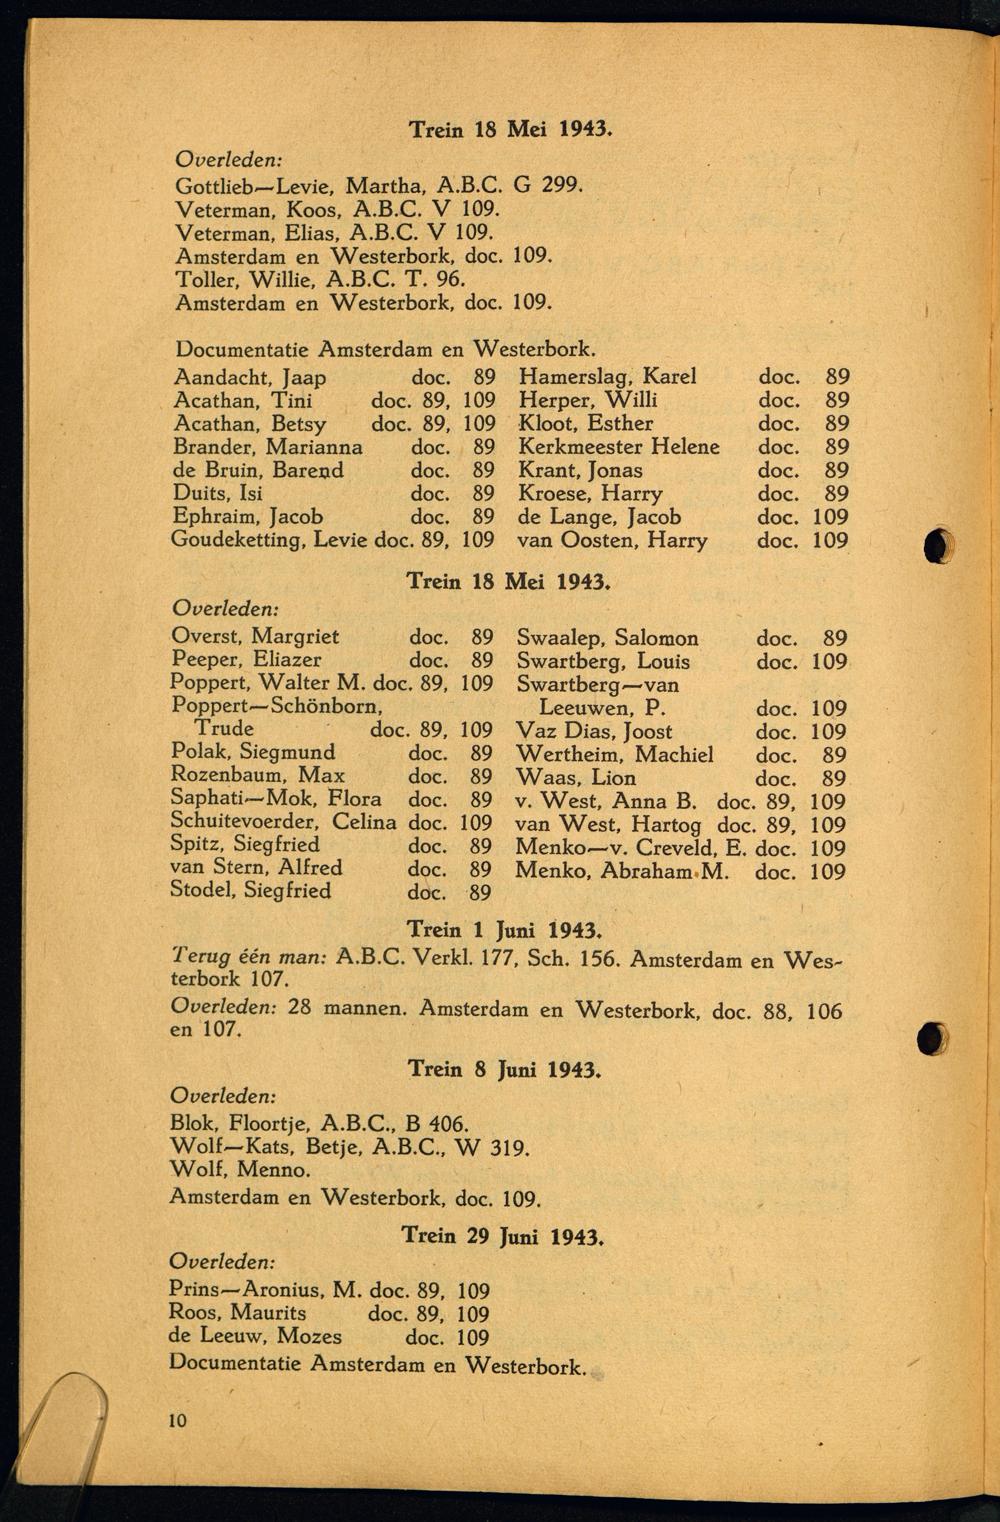 Trein 18 Mei 1943.
Overleden:
Gottlieb—Levie, Martha, A.B.C. G 299.
Veterman, Koos, A.B.C. V 109.
Veterman, Elias, A.B.C. V 109.
Amsterdam en Westerbork, doc. 109.
Toller, Willie, A.B.C. T. 96.
Amsterdam en Westerbork, doc. 109.
Documentatie Amsterdam en Westerbork.
Aandacht, Jaap doc. 89
Acathan, Tini doc. 89, 109
Acathan, Betsy doc. 89, 109
Brander, Marianna doc. 89
de Bruin, Barend doc. 89
Duits, Isi doc. 89
Ephraim, Jacob doc. 89
Goudeketting, Levie doc. 89, 109
Hamerslag, Karel doc. 89
Herper, Willi doc. 89
Kloot, Esther doc. 89
Kerkmeester Helene doc. 89
Krant, Jonas doc. 89
Kroese, Harry doc. 89
de Lange, Jacob doc. 109
van Oosten, Harry doc. 109
Trein 18 Mei 1943.
Overleden:
Overst, Margriet doc. 89
Peeper, Eliazer doc. 89
Poppert, Walter M. doc. 89, 109
Poppert—Schönborn,
Trude doc. 89, 109
Polak, Siegmund doc. 89
Rozenbaum, Max doc. 89
Saphati—Mok, Flora doc. 89
Schuitevoerder, Celina doc. 109
Spitz, Siegfried doc. 89
van Stern, Alfred doc. 89
Stodel, Siegfried doc. 89
Swaalep, Salomon doc. 89
Swartberg, Louis doc. 109
Swartberg—van
Leeuwen, P. doc. 109
Vaz Dias, Joost doc. 109
Wertheim, Machiel doc. 89
Waas, Lion doc. 89
v. West, Anna B. doc. 89, 109
van West, Hartog doc. 89, 109
Menko—v. Creveld, E. doc. 109
Menko, Abraham M. doc. 109
Trein 1 Juni 1943.
Terug één man: A.B.C. Verkl. 177, Sch. 156. Amsterdam en Wes-
terbork 107.
Overleden: 28 mannen. Amsterdam en Westerbork, doc. 88, 106
en 107.
Trein 8 Juni 1943.
Overleden:
Blok, Floortje, A.B.C., B 406.
Wolf—Kats, Betje, A.B.C., W 319.
Wolf, Menno.
Amsterdam en Westerbork, doc. 109.
Trein 29 Juni 1943.
Overleden:
Prins—Aronius, M. doc. 89, 109
Roos, Maurits doc. 89, 109
de Leeuw, Mozes doc. 109
Documentatie Amsterdam en Westerbork.
10